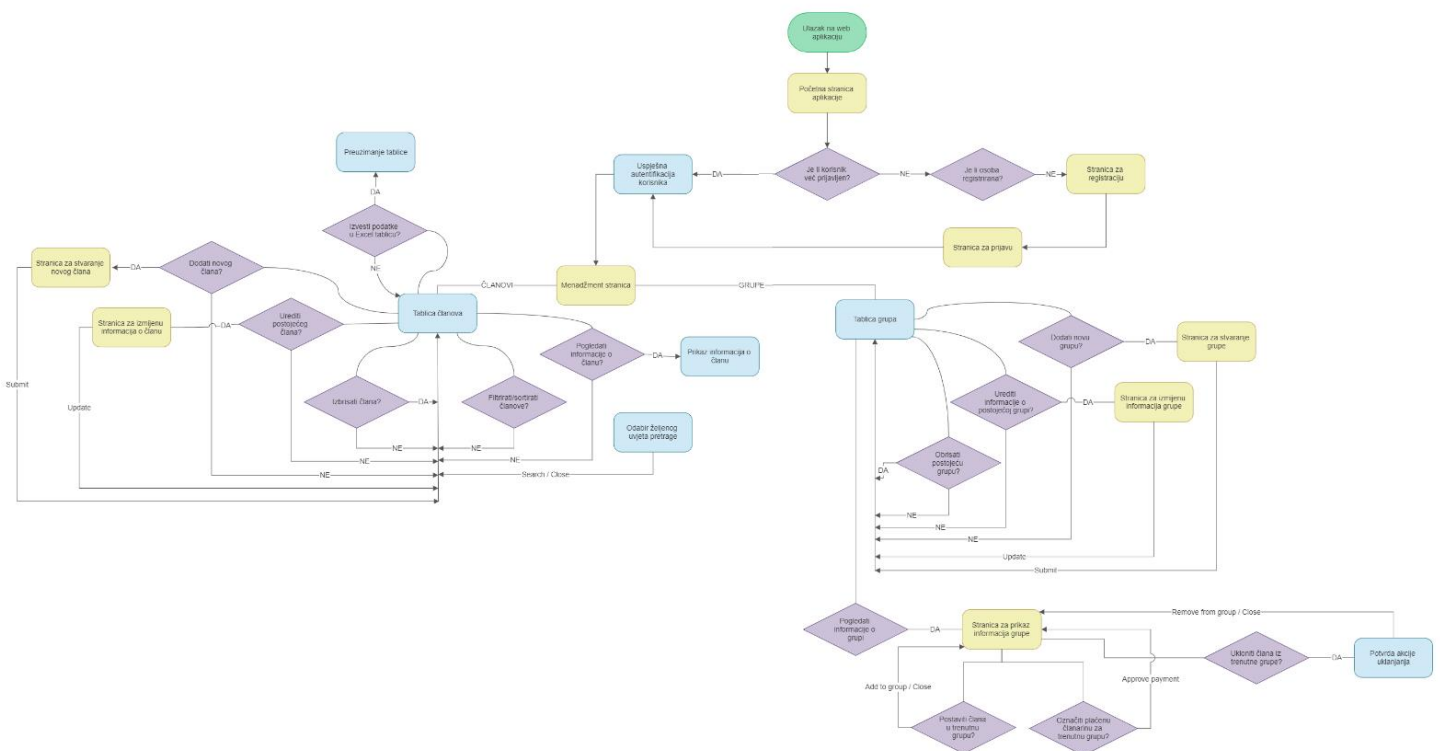 Ulazak na web
aplikaciju
Početna stranica
aplikacije
Je li korisnik
već prijavljen?
DA
NE
Uspješna
autentifikacija
korisnika
Je li osoba
registrirana?
NE
Stranica za
registraciju
Stranica za prijavu
Menadžment stranica
ČLANOVI
GRUPE
Preuzimanje tablice
DA
Izvesti podatke
u Excel tablicu?
NE
Tablica članova
Dodati novog
člana?
DA
Stranica za stvaranje
novog člana
Urediti
postojećeg
člana?
DA
Stranica za izmijenu
informacija o članu
Submit
Update
Izbrisati člana?
DA
NE
Filtrirati/sortirati
članove?
NE
Pogledati
informacije o
članu?
DA
Prikaz informacija o
članu
Odabir željenog
uvjeta pretrage
NE
NE
NE
Search / Close
Tablica grupa
Dodati novu
grupu?
DA
Stranica za stvaranje
grupe
Urediti
informacije o
postojećoj grupi?
DA
Stranica za izmijenu
informacija grupe
Obrisati
postojeću
grupu?
DA
NE
NE
NE
Update
Submit
Pogledati
informacije o
grupi
DA
Stranica za prikaz
informacija grupe
Remove from group / Close
Ukloniti člana iz
trenutne grupe?
DA
Potvrda akcije
uklanjanja
Add to group / Close
Approve payment
Postaviti člana
u trenutnu
grupu?
Označiti plaćenu
članarinu za
trenutnu grupu?